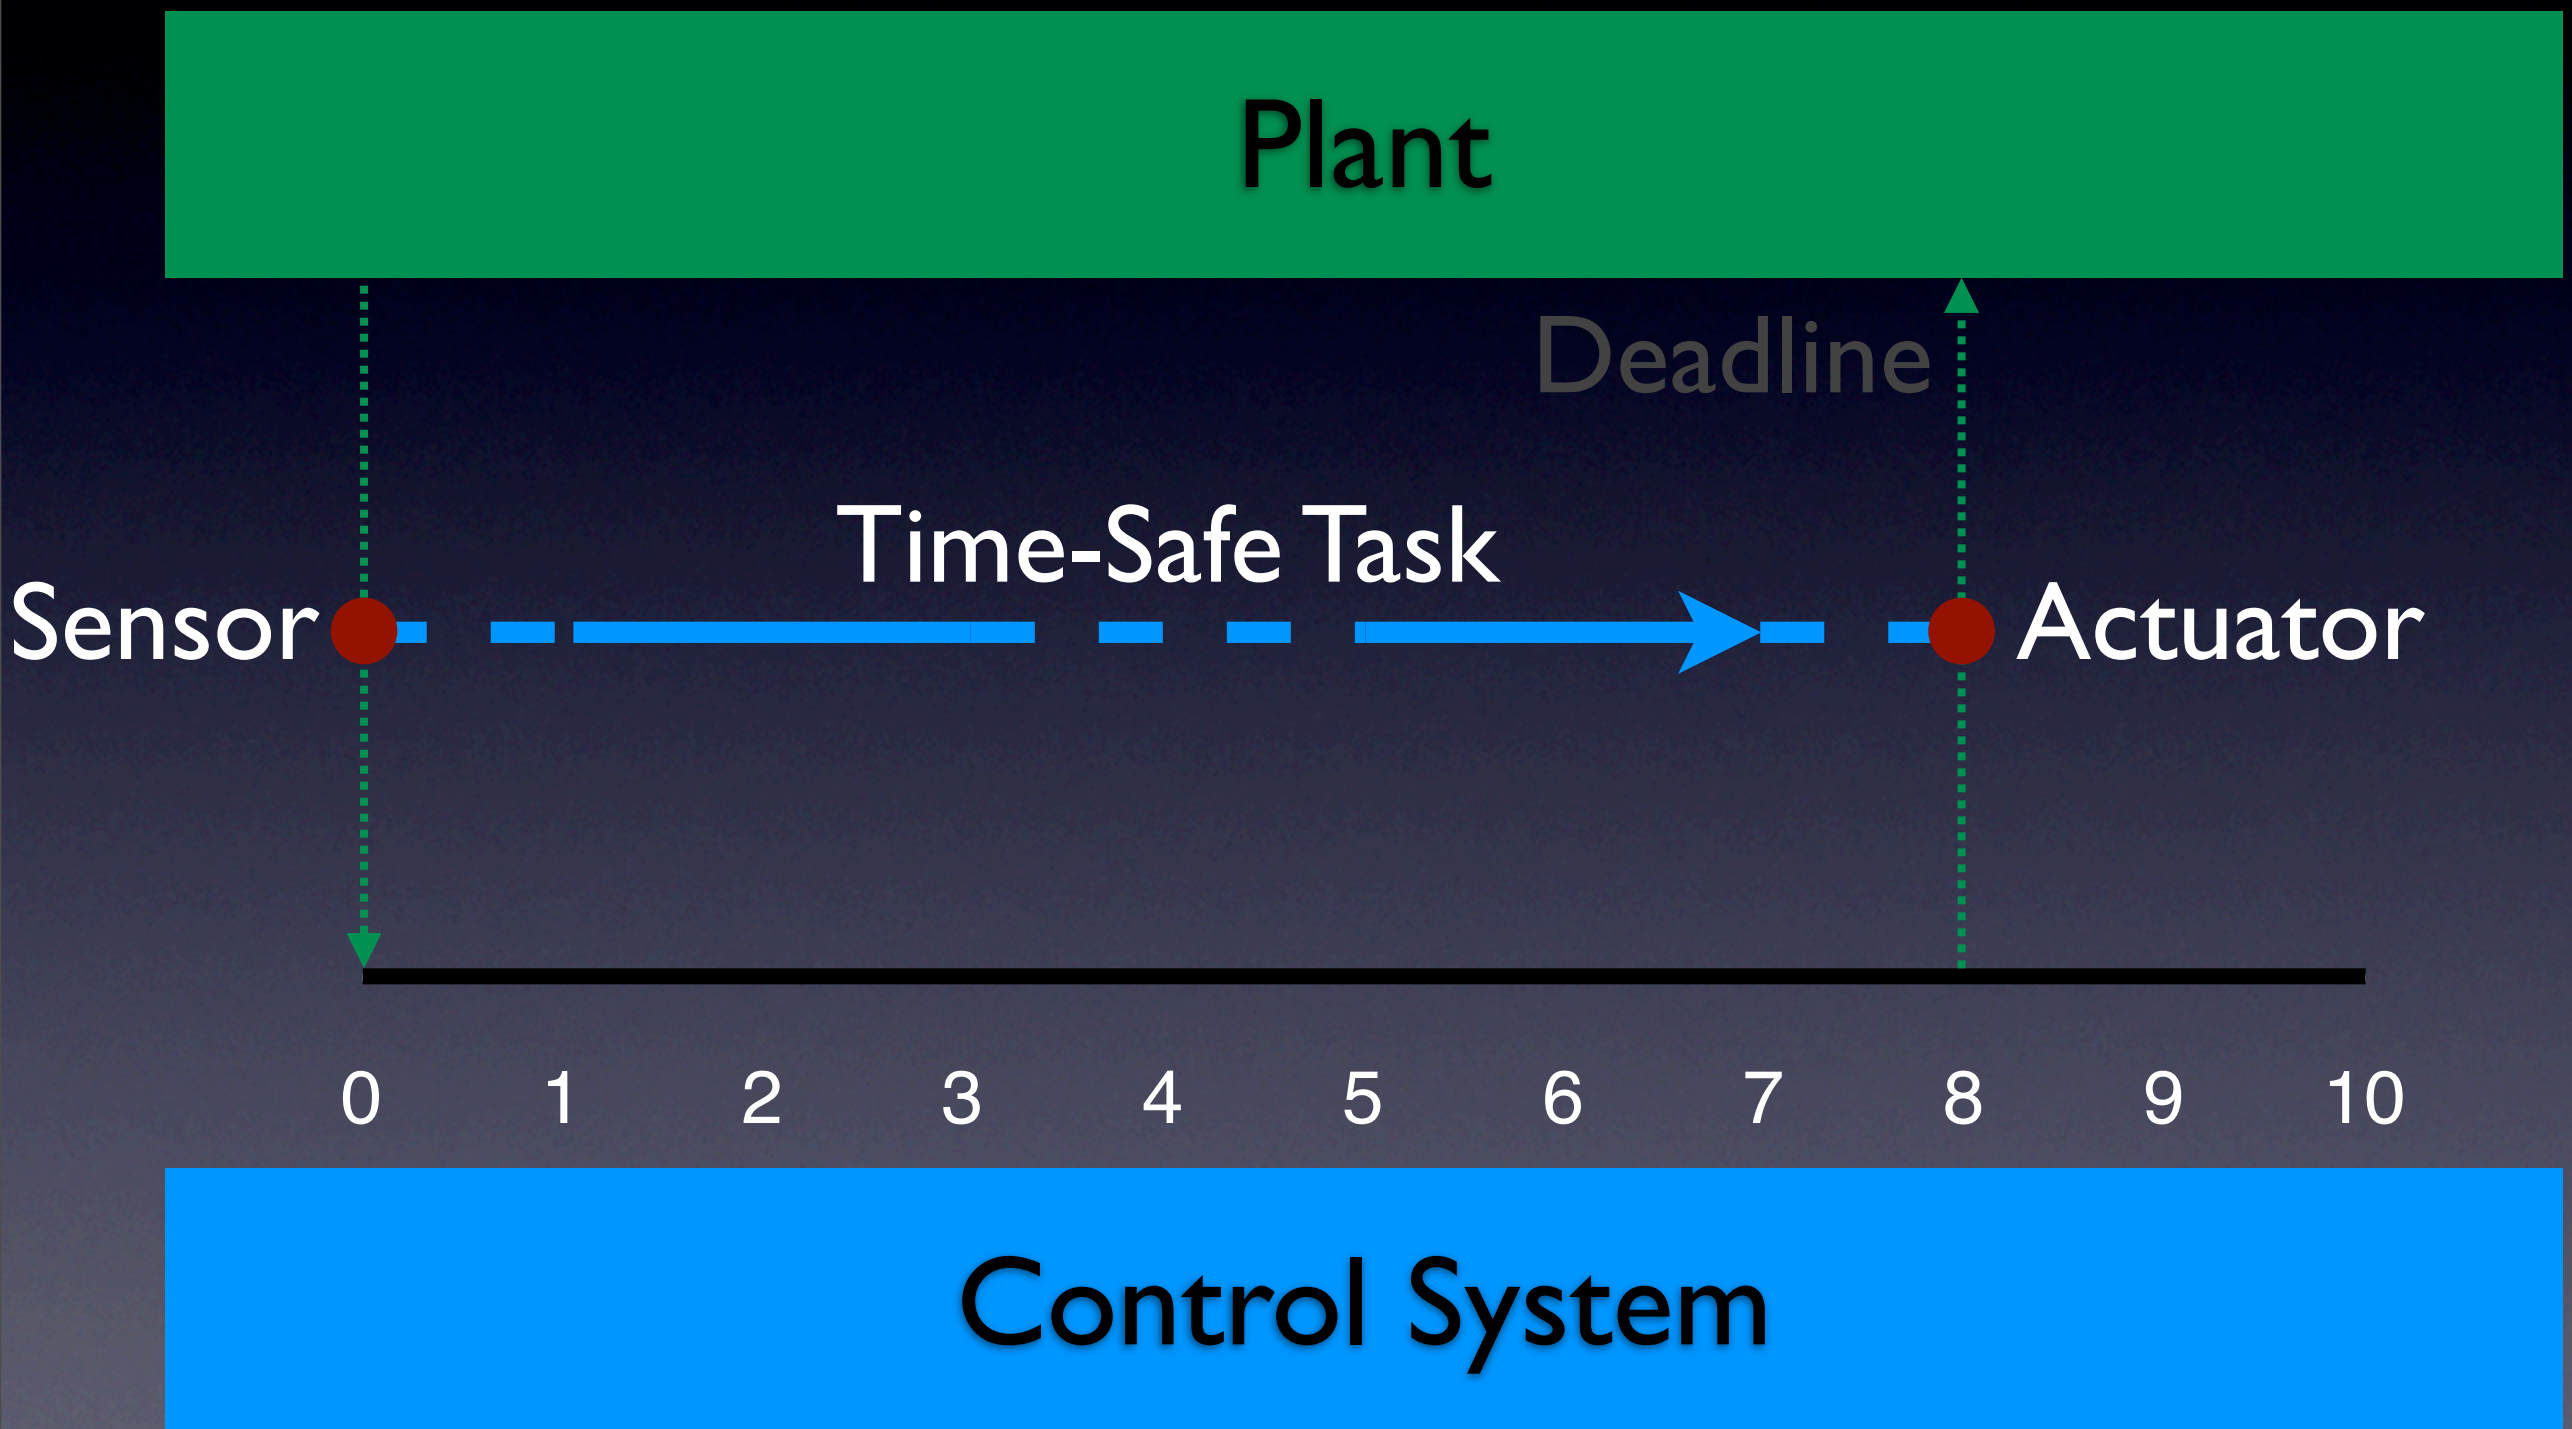 Plant
Deadline
Time-Safe Task
Sensor
Actuator
0 1 2 3 4 5 6 7 8 9 10
Control System